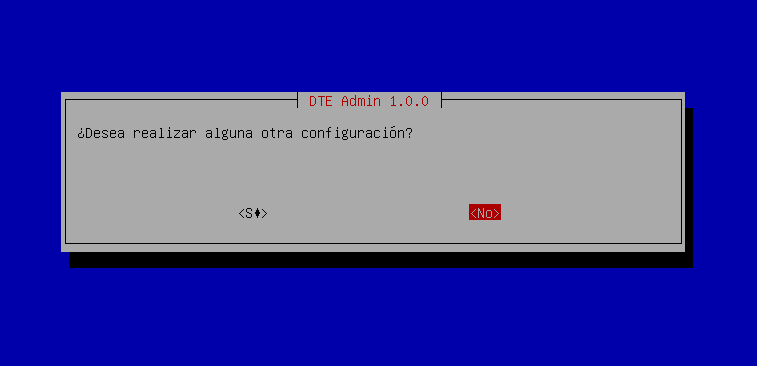 DTE Admin 1.0.0
¿Desea realizar alguna otra configuración?
<S♦>
<No>